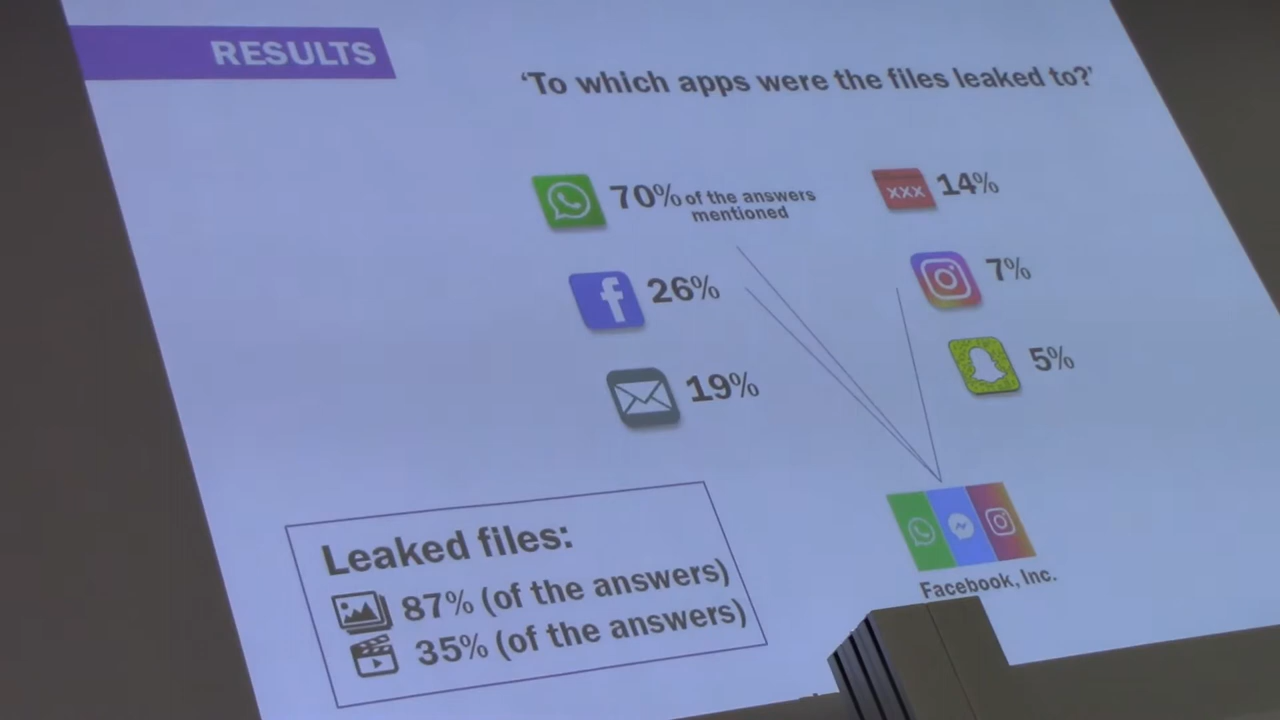 RESULTS
‘To which apps were the files leaked to?’
70% of the answers
mentioned
26%
19%
XXX 14%
7%
5%
Facebook, Inc.
Leaked files:
87% (of the answers)
35% (of the answers)